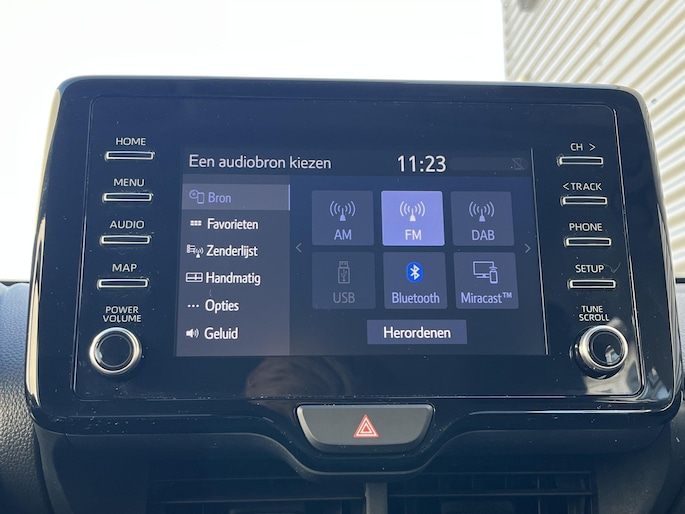 HOME
MENU
AUDIO
MAP
POWER
VOLUME
Een audiobron kiezen
11:23
Bron
Favorieten
Zenderlijst
Handmatig
Opties
Geluid
AM
FM
DAB
USB
Bluetooth
Miracast™
Herordenen
CH >
<TRACK
PHONE
SETUP
TUNE
SCROLL